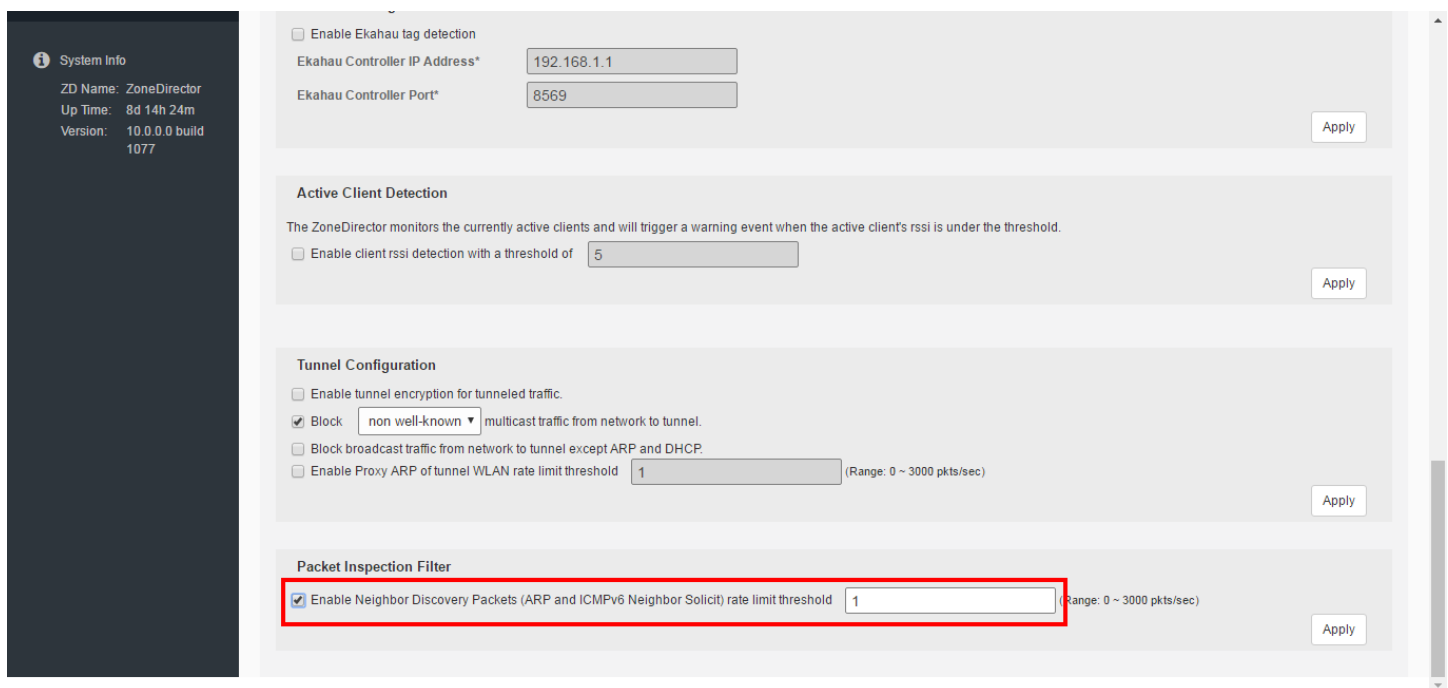 Enable Ekahau tag detection
System Info
Ekahau Controller IP Address* 192.168.1.1
ZD Name: ZoneDirector
Ekahau Controller Port* 8569
Up Time: 8d 14h 24m
Version: 10.0.0.0 build
1077
Apply
Active Client Detection
The ZoneDirector monitors the currently active clients and will trigger a warning event when the active client's rssi is under the threshold.
Enable client rssi detection with a threshold of 5
Apply
Tunnel Configuration
Enable tunnel encryption for tunneled traffic.
Block non well-known multicast traffic from network to tunnel.
Block broadcast traffic from network to tunnel except ARP and DHCP.
Enable Proxy ARP of tunnel WLAN rate limit threshold 1 (Range: 0 ~ 3000 pkts/sec)
Apply
Packet Inspection Filter
Enable Neighbor Discovery Packets (ARP and ICMPv6 Neighbor Solicit) rate limit threshold 1 (Range: 0 ~ 3000 pkts/sec)
Apply